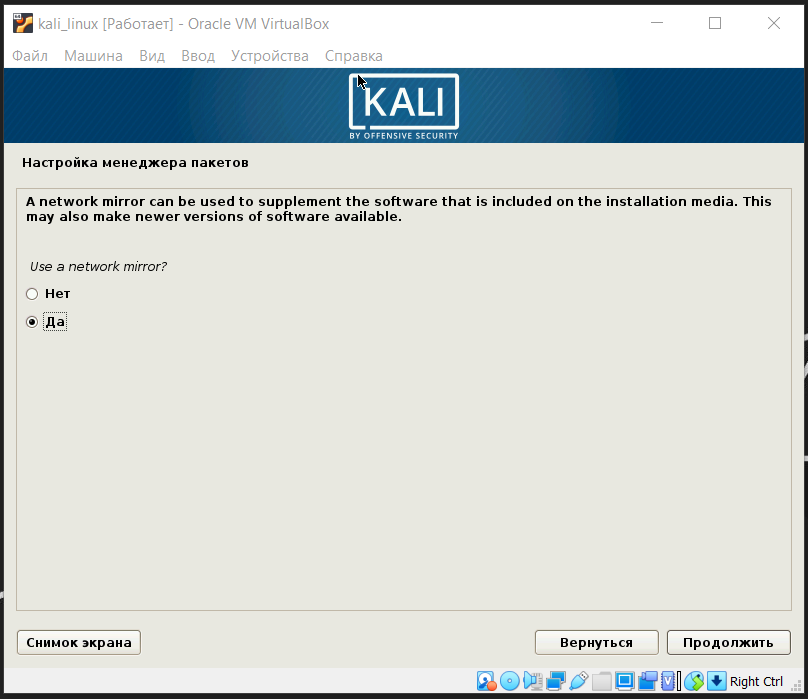 kali_linux [Работает] - Oracle VM VirtualBox
Файл Машина Вид Ввод Устройства Справка
KALI
BY OFFENSIVE SECURITY
Настройка менеджера пакетов
A network mirror can be used to supplement the software that is included on the installation media. This
may also make newer versions of software available.
Use a network mirror?
Нет
Да
Снимок экрана Вернуться Продолжить
Right Ctrl